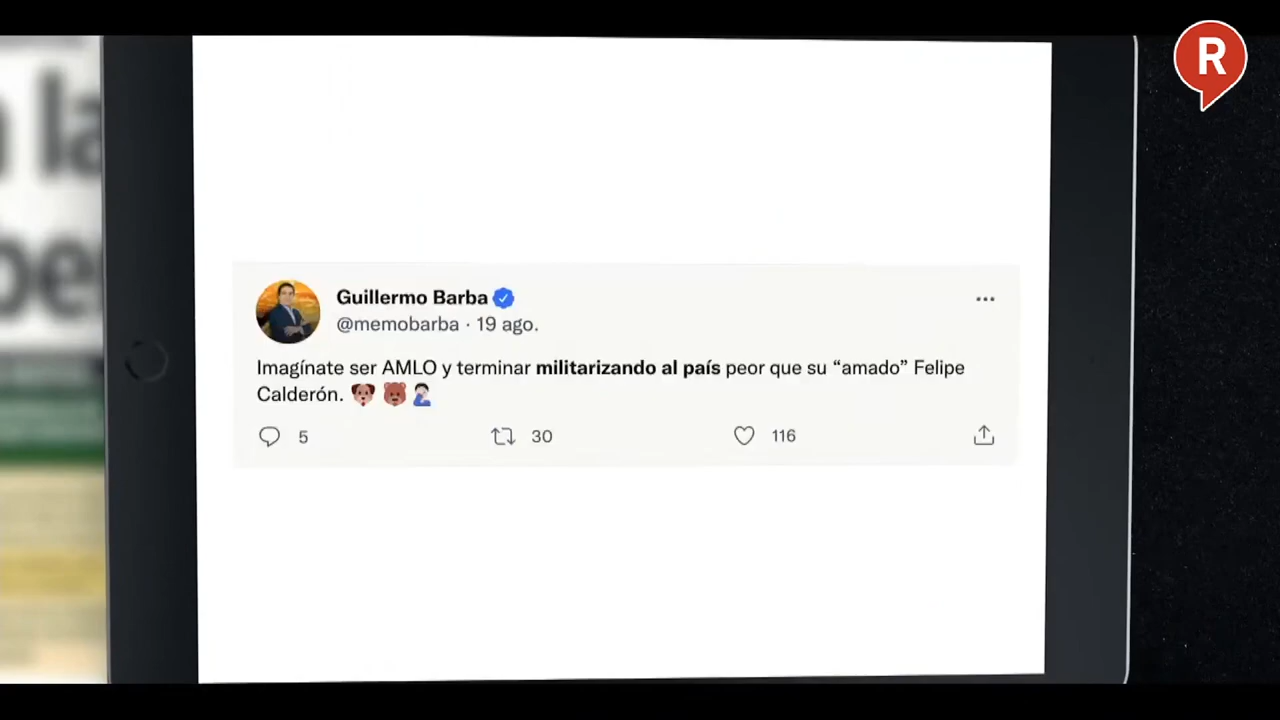 R
la
Guillermo Barba
@memobarba · 19 ago.
Imagínate ser AMLO y terminar militarizando al país peor que su “amado” Felipe
Calderón. 🐶 🐻 🤦🏻‍♂️
5 30 116